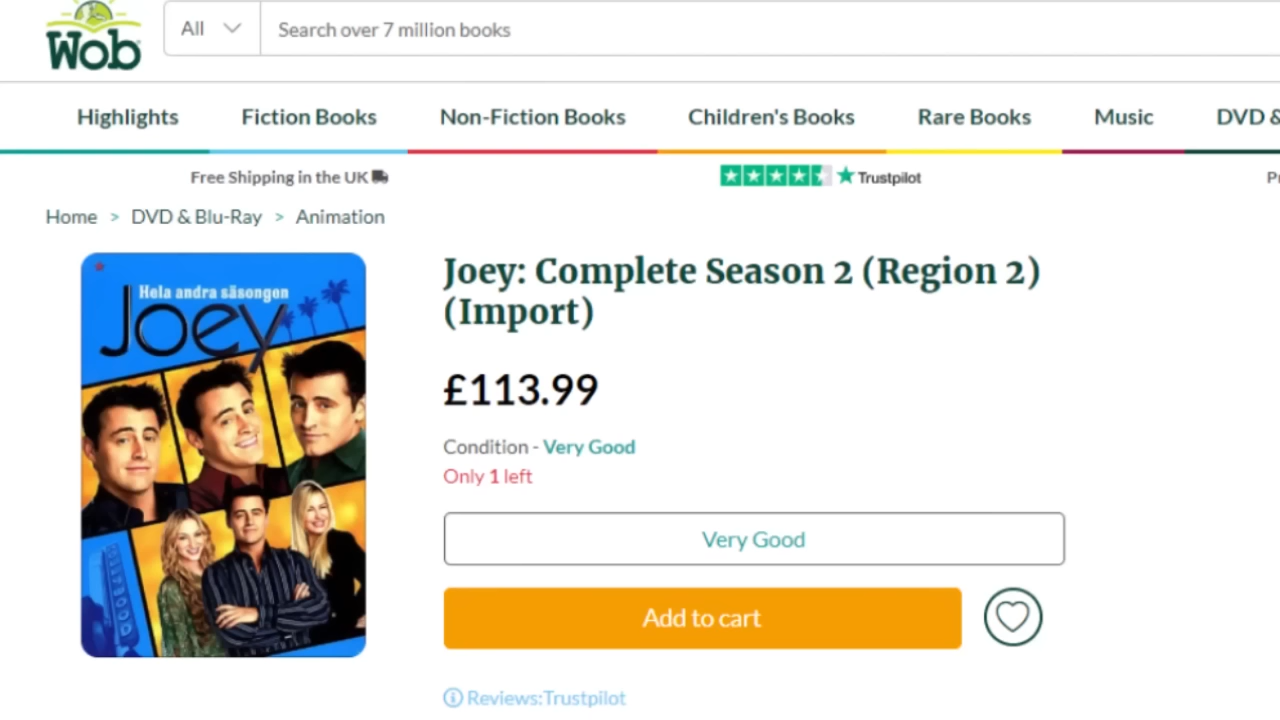 Wob
All
Search over 7 million books
Highlights
Fiction Books
Non-Fiction Books
Children's Books
Rare Books
Music
DVD &
Free Shipping in the UK
Trustpilot
Home > DVD & Blu-Ray > Animation
Hela andra säsongen
Joey
Joey: Complete Season 2 (Region 2)
(Import)
£113.99
Condition - Very Good
Only 1 left
Very Good
Add to cart
Reviews:Trustpilot